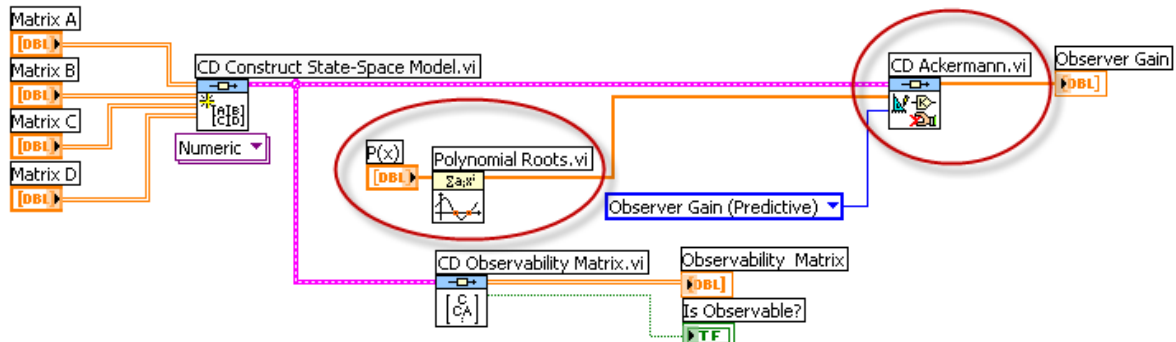 Matrix A
[DBL]
Matrix B
[DBL]
Matrix C
[DBL]
Matrix D
[DBL]
CD Construct State-Space Model.vi
[A|B]
[C|D]
Numeric
P(x)
[DBL]
Polynomial Roots.vi
Σaᵢxⁱ
CD Ackermann.vi
K
Observer Gain
DBL]
Observer Gain (Predictive)
CD Observability Matrix.vi
C
CA
Observability Matrix
DBL]
Is Observable?
TF